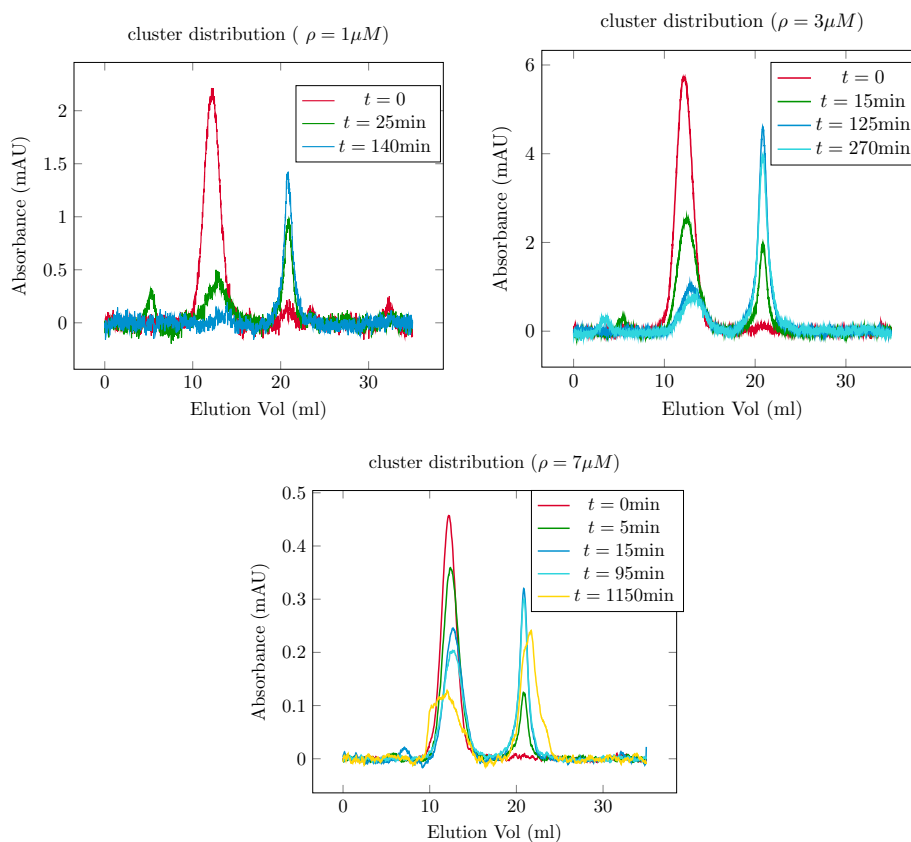 cluster distribution ( ρ = 1μM)
Absorbance (mAU)
2
1.5
1
0.5
0
0
10
20
30
Elution Vol (ml)
t = 0
t = 25min
t = 140min
cluster distribution (ρ = 3μM)
Absorbance (mAU)
6
4
2
0
0
10
20
30
Elution Vol (ml)
t = 0
t = 15min
t = 125min
t = 270min
cluster distribution (ρ = 7μM)
Absorbance (mAU)
0.5
0.4
0.3
0.2
0.1
0
0
10
20
30
Elution Vol (ml)
t = 0min
t = 5min
t = 15min
t = 95min
t = 1150min